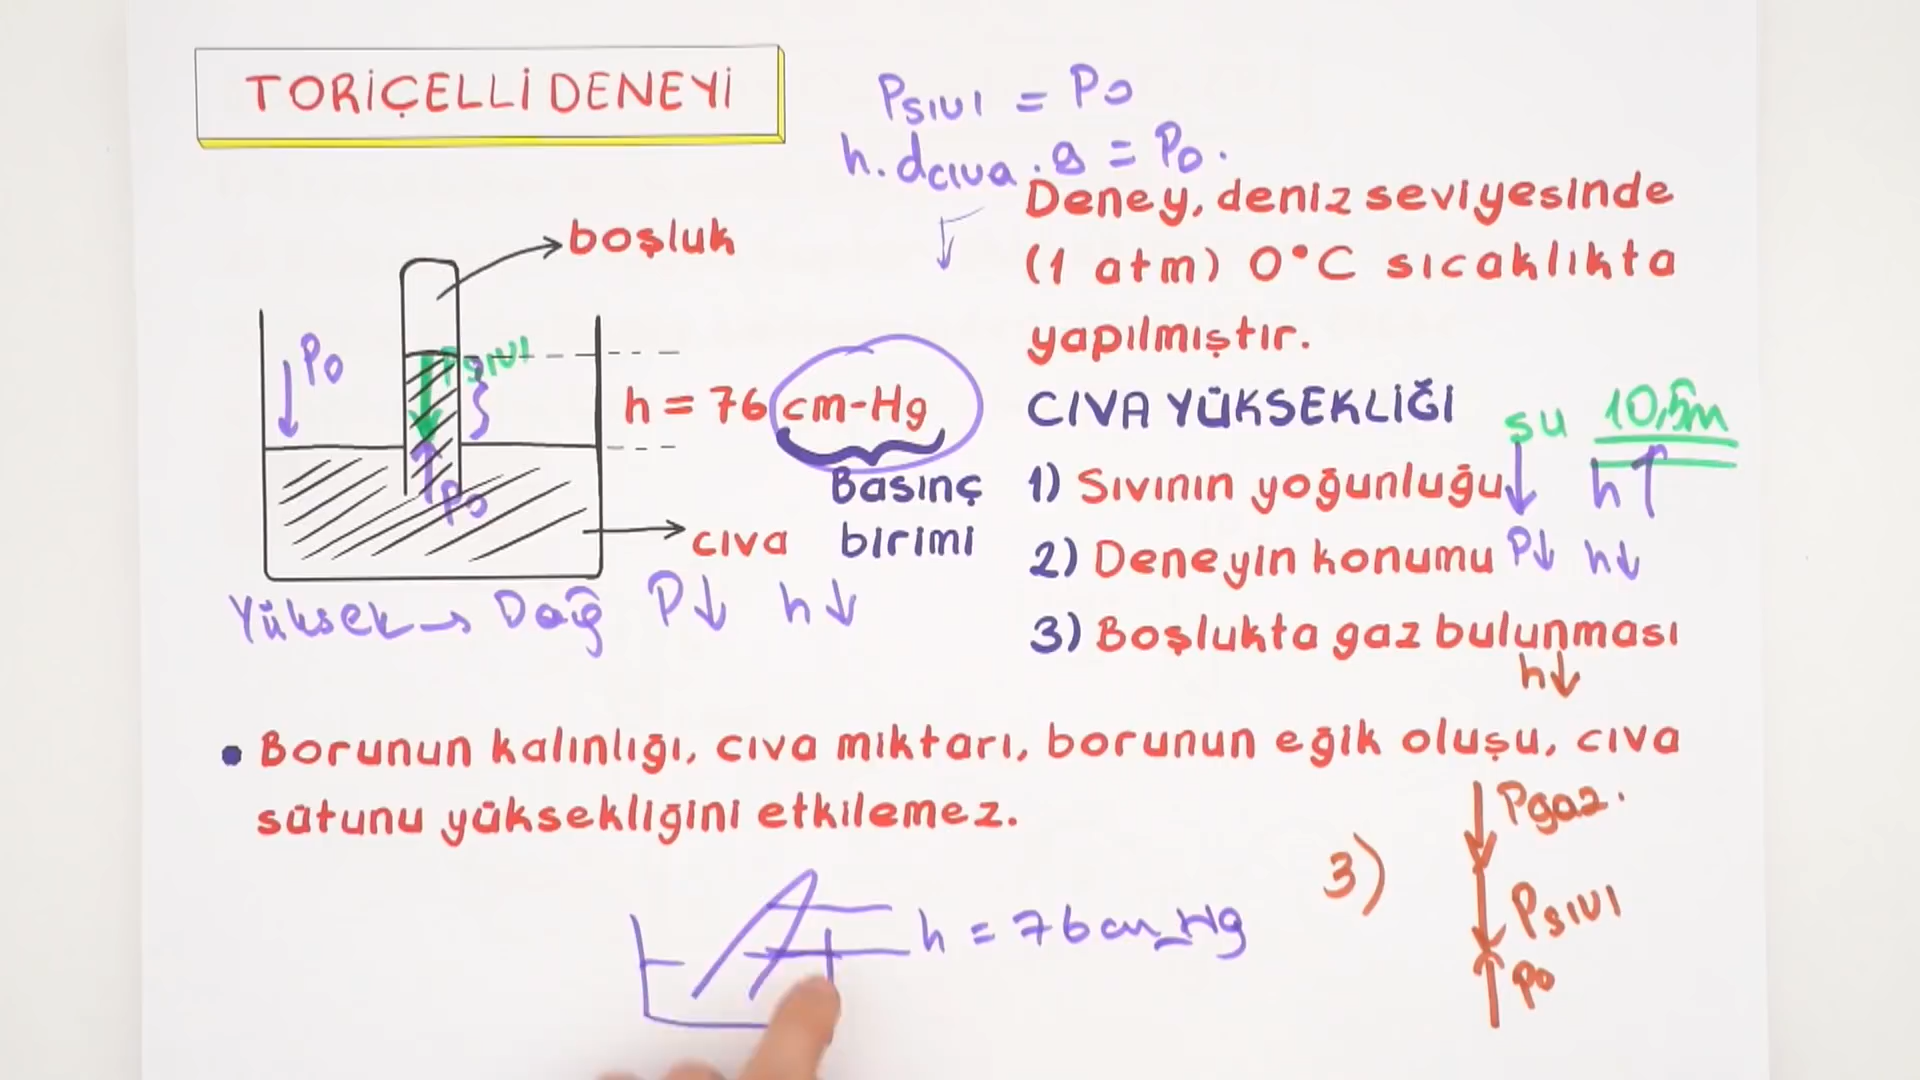 TORİÇELLİ DENEYİ
Psıvı = Po
h.dcıva.g = Po.
Deney, deniz seviyesinde
(1 atm) 0°C sıcaklıkta
yapılmıştır.
boşluk
Po
Psıvı
h = 76 cm-Hg
Basınç
birimi
Po
cıva
Yüksek → Dağ P↓ h↓
CIVA YÜKSEKLİĞİ
su 10,5m
1) Sıvının yoğunluğu↓ h↑
2) Deneyin konumu P↓ h↓
3) Boşlukta gaz bulunması
h↓
• Borunun kalınlığı, cıva miktarı, borunun eğik oluşu, cıva
sütunu yüksekliğini etkilemez.
h = 76cm-Hg
3)
Pgaz.
Psıvı
Po